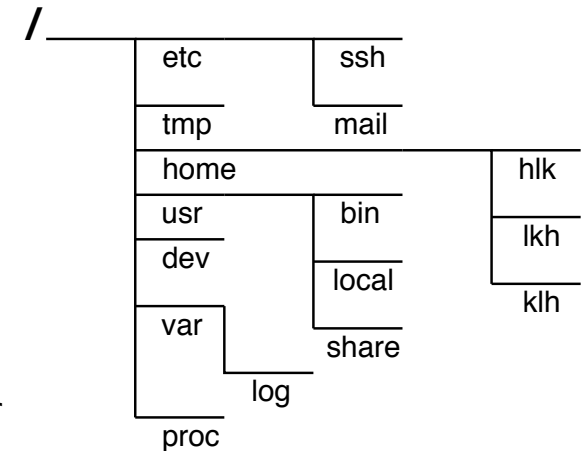 /
etc ssh
tmp mail
home hlk
usr bin
lkh
dev
local
klh
var
share
log
proc